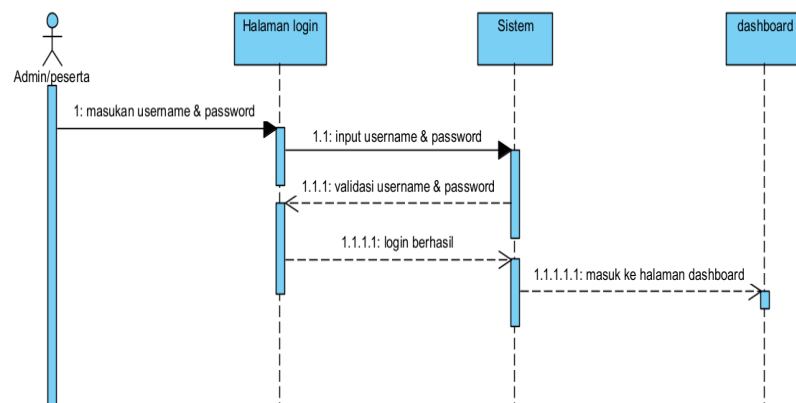 Halaman login
Sistem
dashboard
Admin/peserta
1: masukan username & password
1.1: input username & password
1.1.1: validasi username & password
1.1.1.1: login berhasil
1.1.1.1.1: masuk ke halaman dashboard